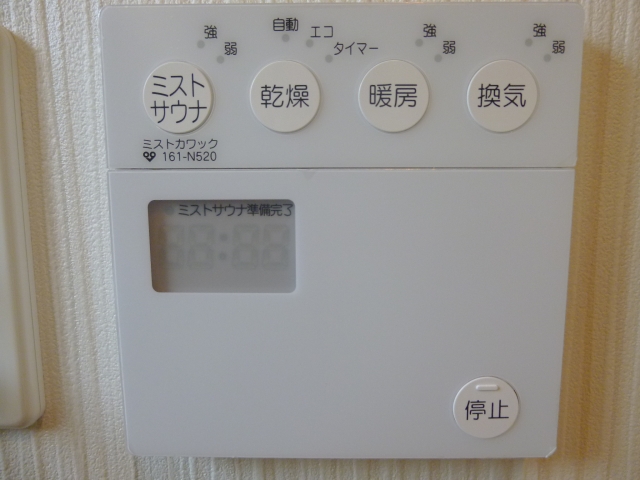 強
弱
自動
エコ
タイマー
強
弱
強
弱
ミスト
サウナ
乾燥
暖房
換気
ミストカワック
161-N520
ミストサウナ準備完了
88:88
停止